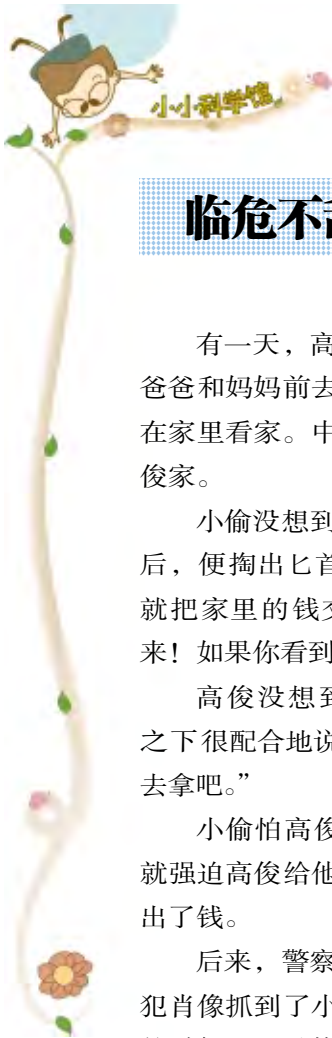 小小科学馆
临危不
有一天，高
爸爸和妈妈前去
在家里看家。中
俊家。
小偷没想到
后，便掏出匕首
就把家里的钱交
来！如果你看到
高俊没想到
之下很配合地说
去拿吧。”
小偷怕高俊
就强迫高俊给他
出了钱。
后来，警察
犯肖像抓到了小